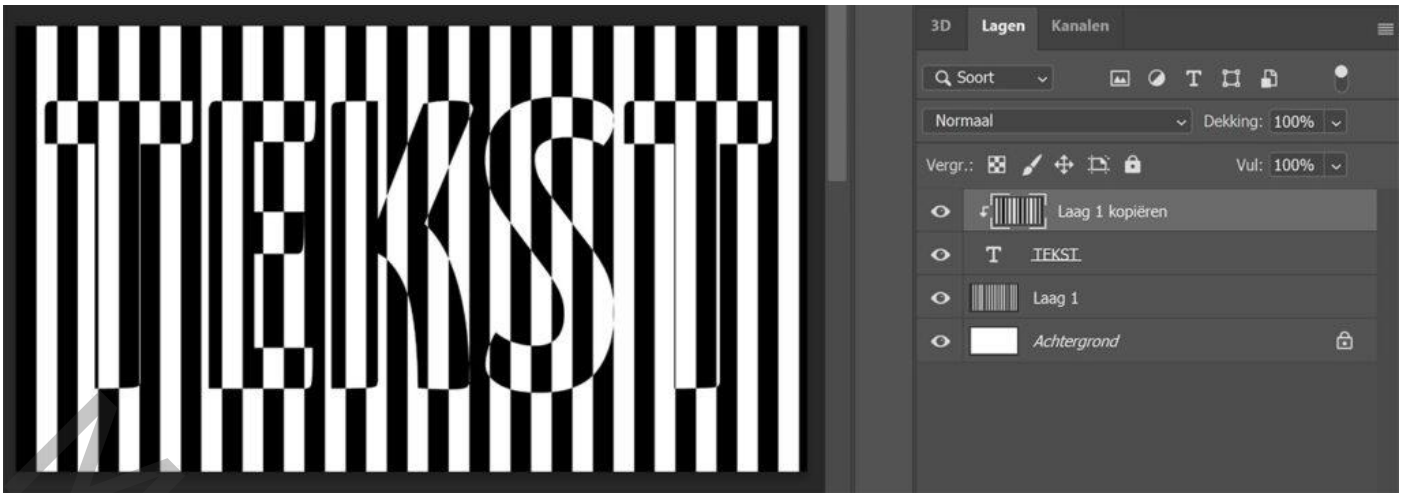 TEKST
3D Lagen Kanalen
Soort
Normaal Dekking: 100%
Vergr.: Vul: 100%
Laag 1 kopiëren
T TEKST
Laag 1
Achtergrond